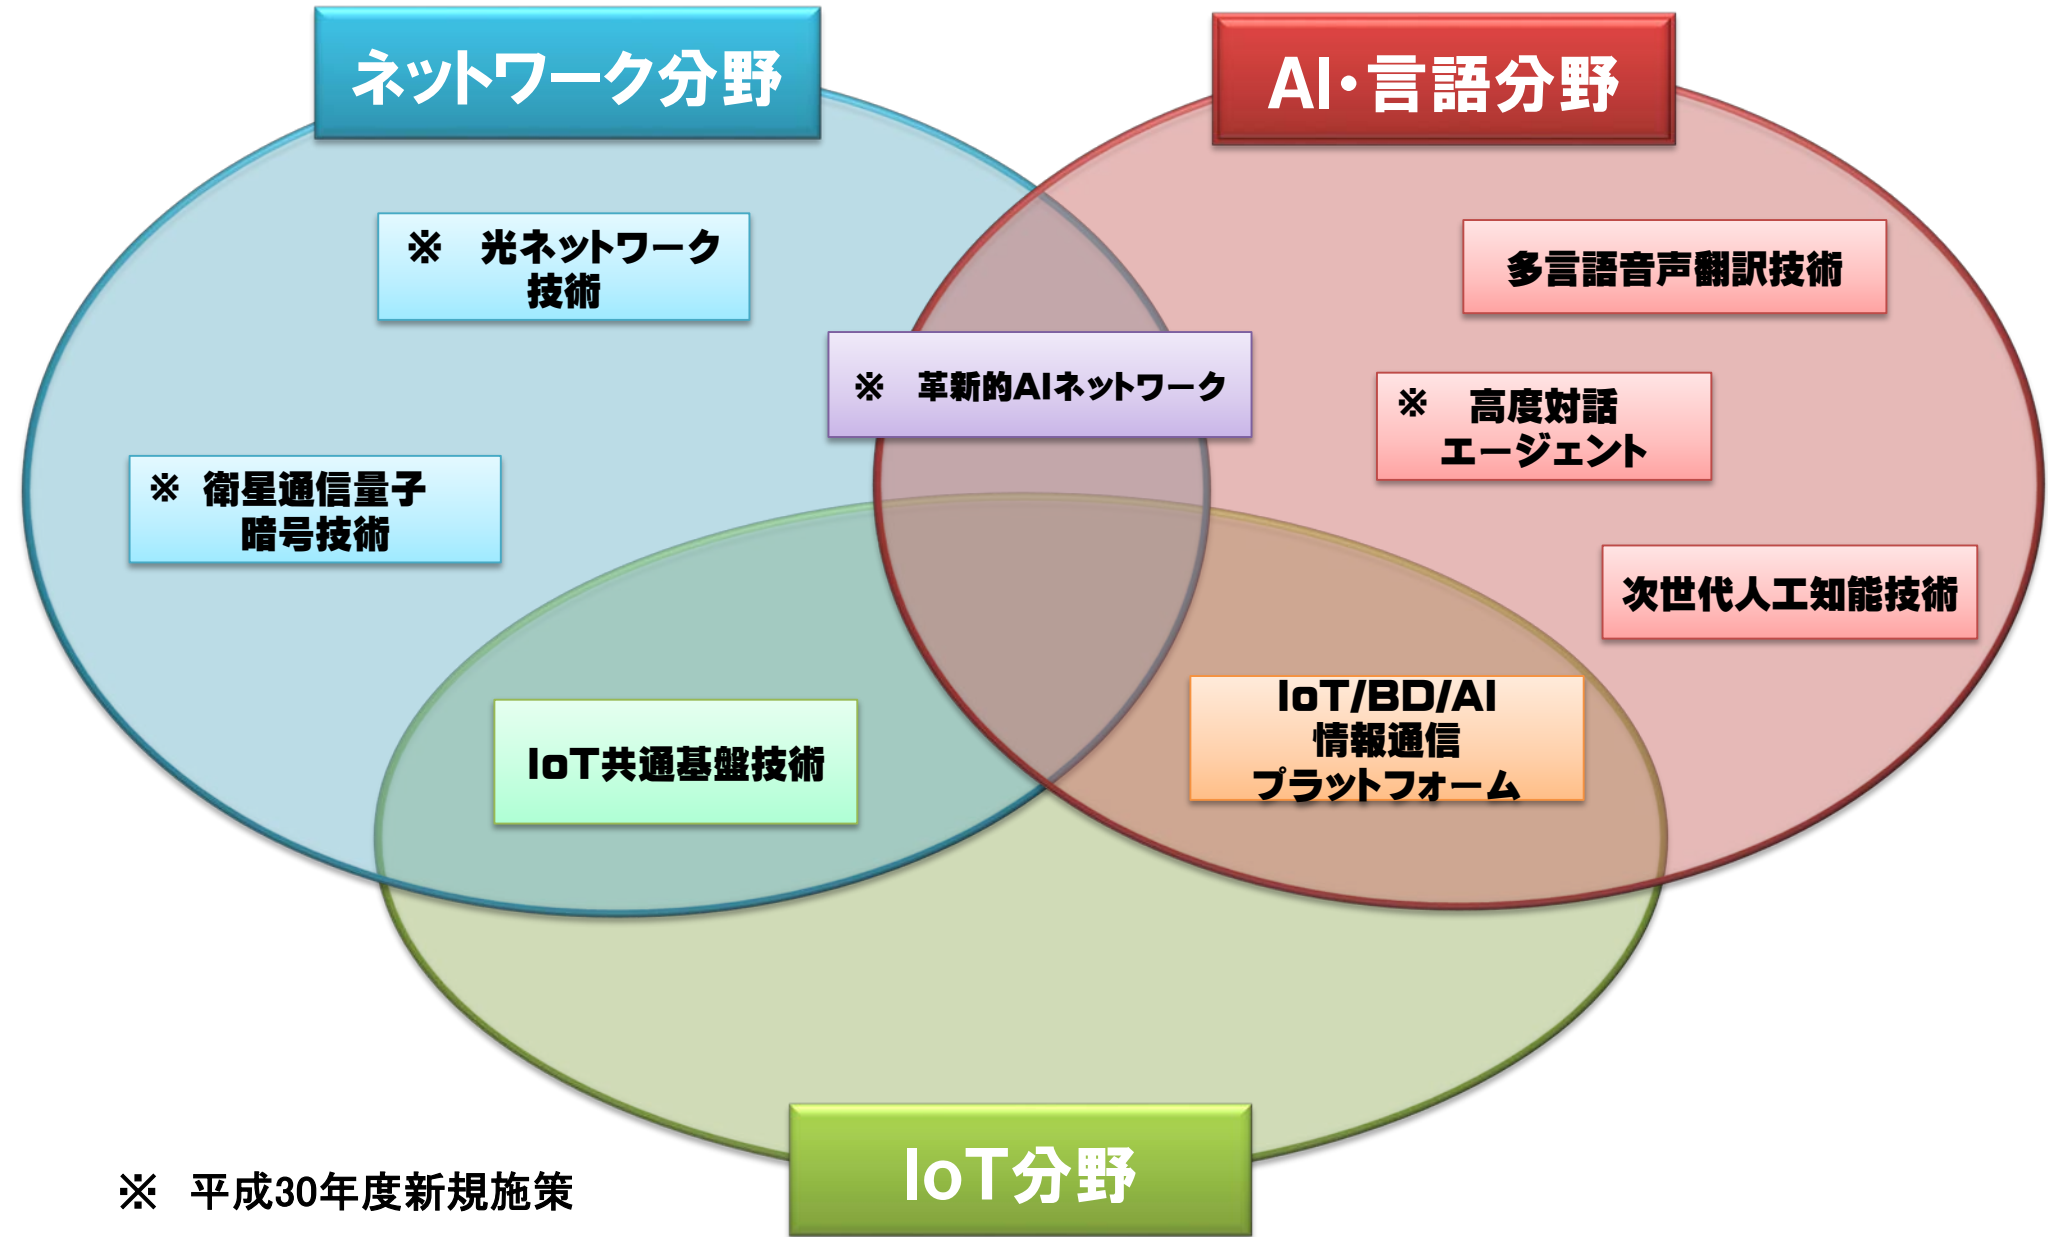 ネットワーク分野
AI・言語分野
※　光ネットワーク
技術
多言語音声翻訳技術
※　革新的AIネットワーク
※　高度対話
エージェント
※　衛星通信量子
暗号技術
次世代人工知能技術
IoT共通基盤技術
IoT/BD/AI
情報通信
プラットフォーム
IoT分野
※　平成30年度新規施策